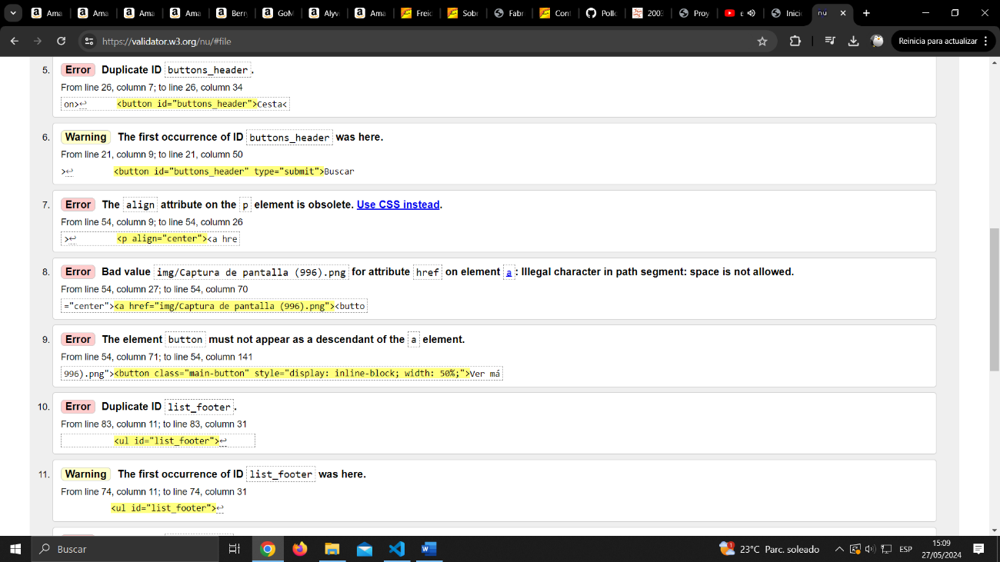 Ama
Ama
Ama
Ama
Berry
GoM
Alyv
Ama
Freic
Sobr
Fabri
Cont
Pollo
2003
Proy
e
Inicio
nu
https://validator.w3.org/nu/#file
Reinicia para actualizar
5. Error Duplicate ID buttons_header.
From line 26, column 7; to line 26, column 34
on>↩ <button id="buttons_header">Cesta<
6. Warning The first occurrence of ID buttons_header was here.
From line 21, column 9; to line 21, column 50
>↩ <button id="buttons_header" type="submit">Buscar
7. Error The align attribute on the p element is obsolete. Use CSS instead.
From line 54, column 9; to line 54, column 26
>↩ <p align="center"><a hre
8. Error Bad value img/Captura de pantalla (996).png for attribute href on element a: Illegal character in path segment: space is not allowed.
From line 54, column 27; to line 54, column 70
="center"><a href="img/Captura de pantalla (996).png"><butto
9. Error The element button must not appear as a descendant of the a element.
From line 54, column 71; to line 54, column 141
996).png"><button class="main-button" style="display: inline-block; width: 50%;">Ver má
10. Error Duplicate ID list_footer.
From line 83, column 11; to line 83, column 31
<ul id="list_footer">↩
11. Warning The first occurrence of ID list_footer was here.
From line 74, column 11; to line 74, column 31
<ul id="list_footer">↩
Buscar
23°C Parc. soleado
ESP
15:09
27/05/2024